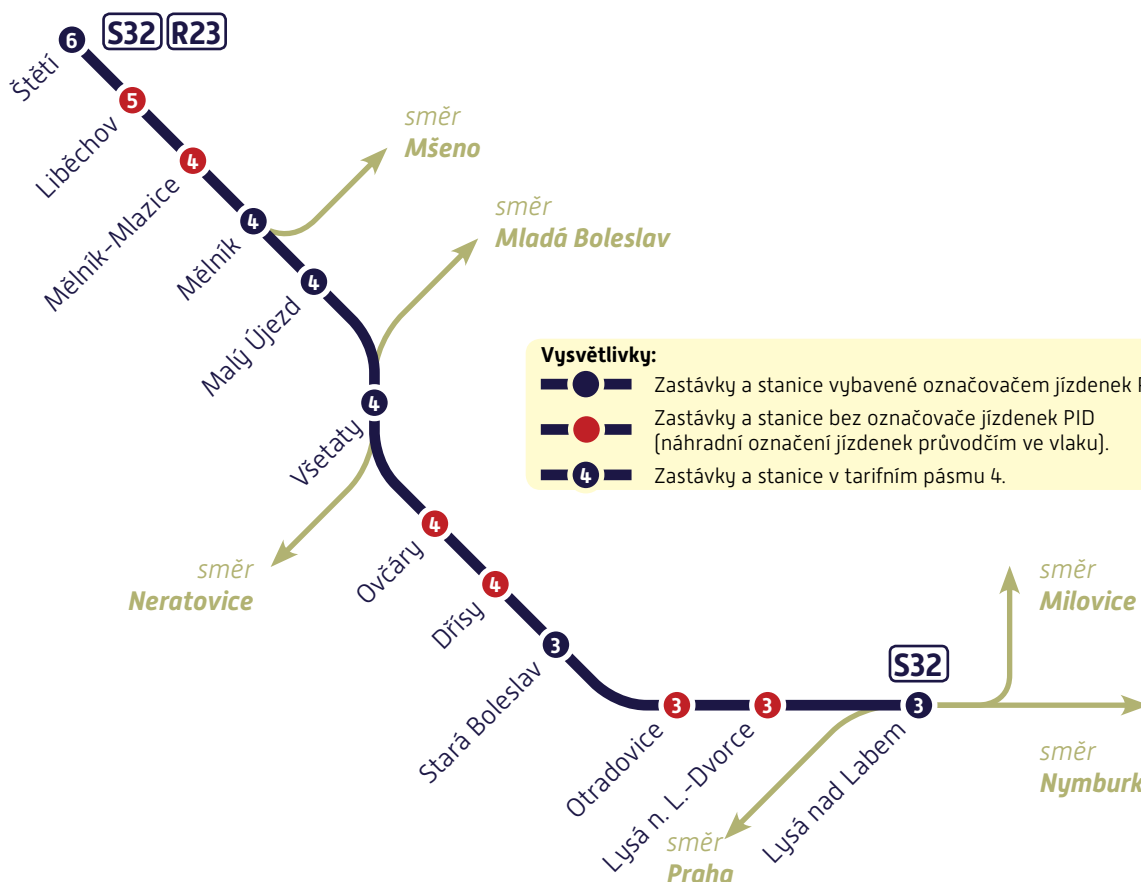 6
S32 R23
Štětí
5
Liběchov
4
Mělník-Mlazice
4
Mělník
směr
Mšeno
4
Malý Újezd
směr
Mladá Boleslav
4
Všetaty
Vysvětlivky:
Zastávky a stanice vybavené označovačem jízdenek
Zastávky a stanice bez označovače jízdenek PID
(náhradní označení jízdenek průvodčím ve vlaku).
4 Zastávky a stanice v tarifním pásmu 4.
směr
Neratovice
4
Ovčáry
4
Dřísy
3
Stará Boleslav
3
Otradovice
3
Lysá n. L.-Dvorce
S32
3
Lysá nad Labem
směr
Milovice
směr
Nymburk
směr
Praha